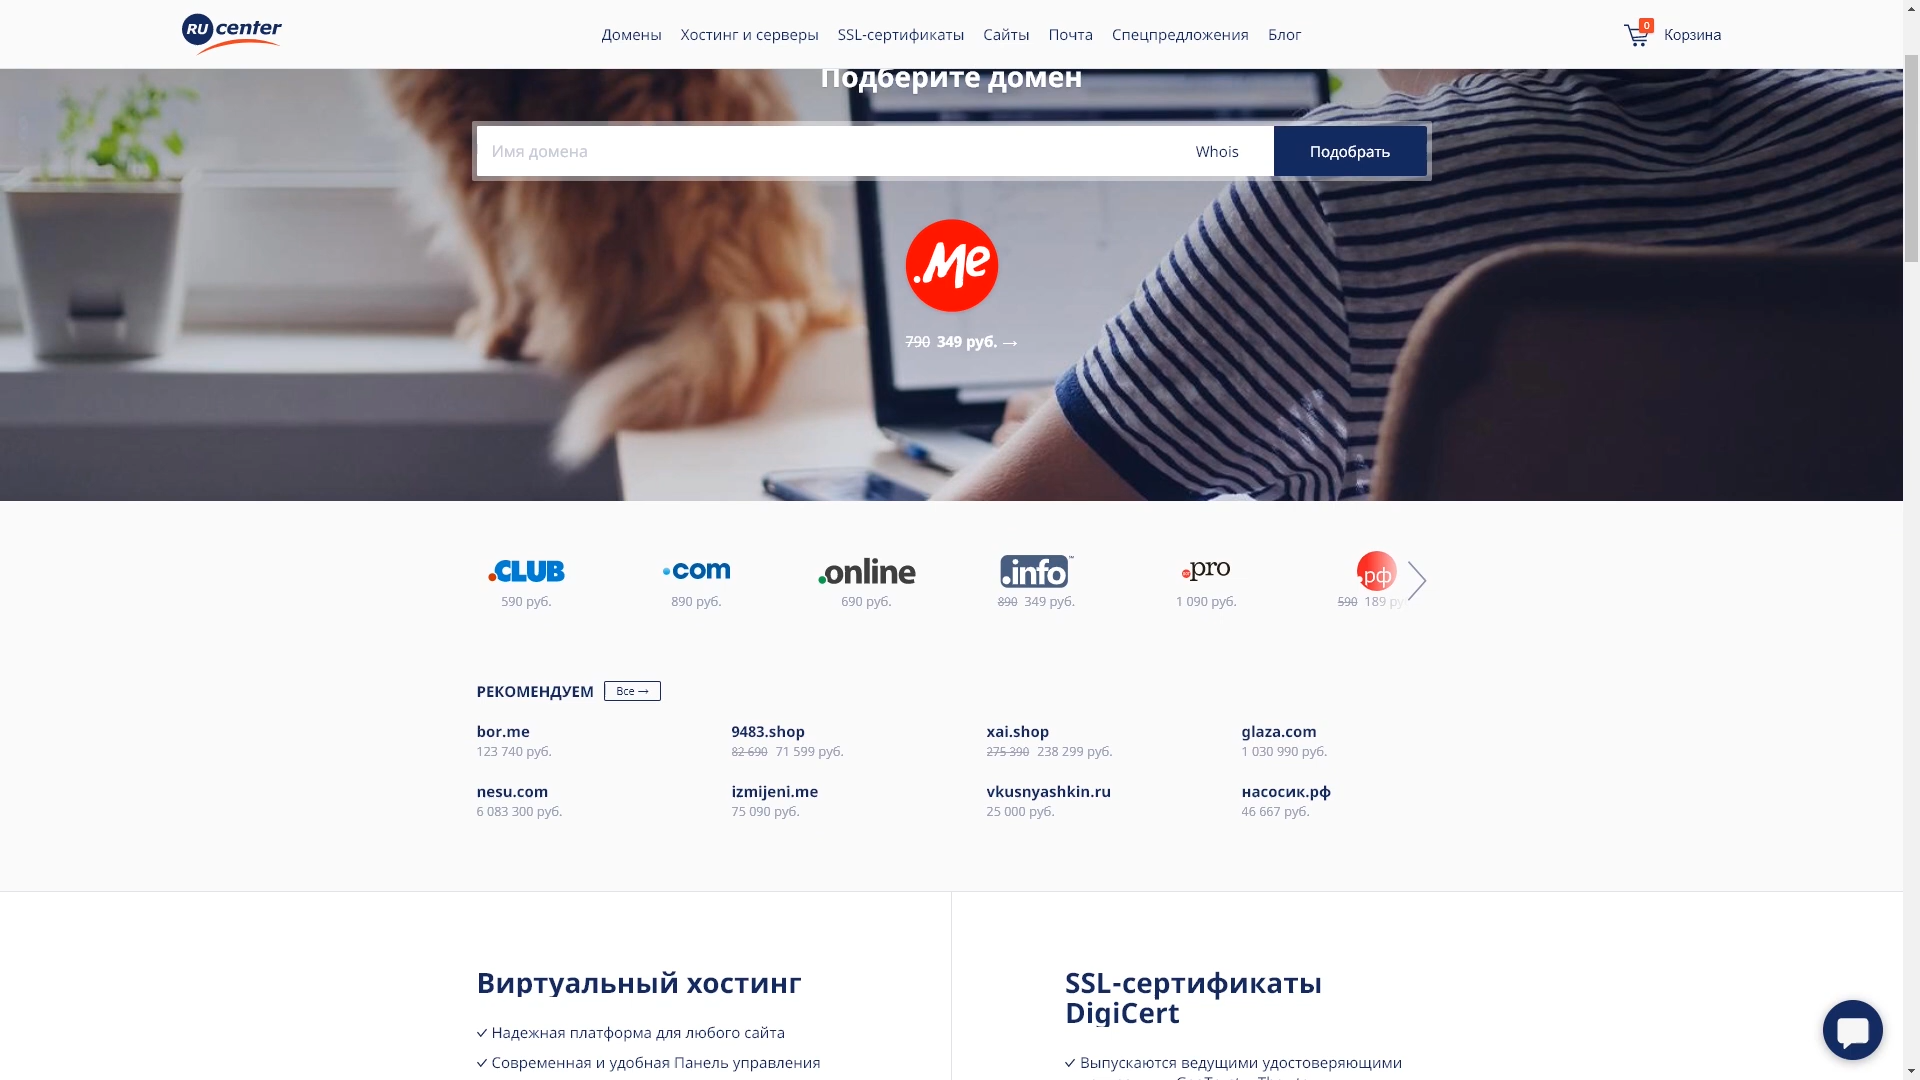 RU center
Домены Хостинг и серверы SSL-сертификаты Сайты Почта Спецпредложения Блог
0 Корзина
Подберите домен
Имя домена Whois Подобрать
.Me
790 349 руб. →
.CLUB .com .online .info™ .pro .рф
590 руб. 890 руб. 690 руб. 890 349 руб. 1 090 руб. 590 189
РЕКОМЕНДУЕМ Все →
bor.me 9483.shop xai.shop glaza.com
123 740 руб. 82 690 71 599 руб. 275 390 238 299 руб. 1 030 990 руб.
nesu.com izmijeni.me vkusnyashkin.ru насосик.рф
6 083 300 руб. 75 090 руб. 25 000 руб. 46 667 руб.
Виртуальный хостинг
✓ Надежная платформа для любого сайта
✓ Современная и удобная Панель управления
SSL-сертификаты
DigiCert
✓ Выпускаются ведущими удостоверяющими